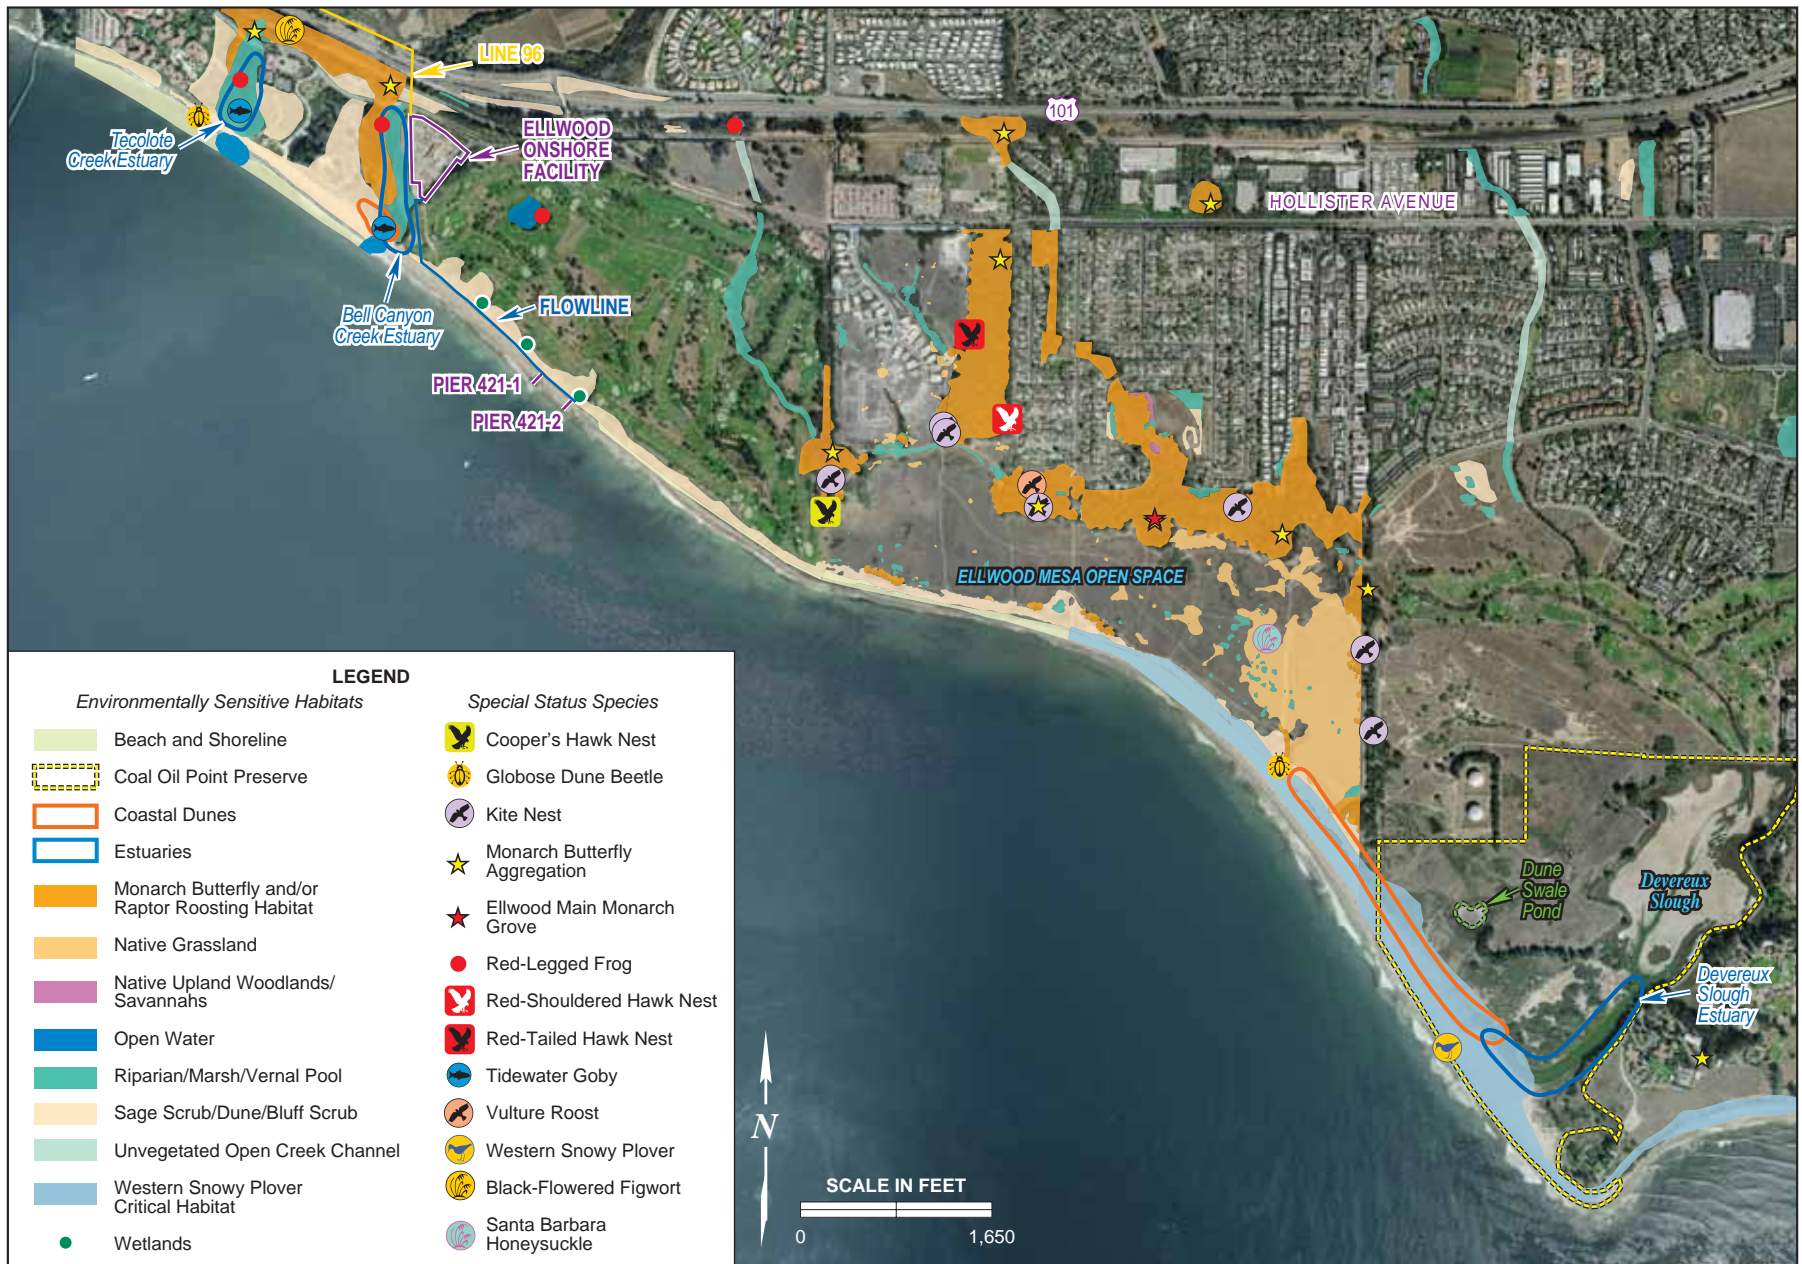 LINE 96
101
ELLWOOD
ONSHORE
FACILITY
Tecolote
Creek Estuary
HOLLISTER AVENUE
Bell Canyon
Creek Estuary
FLOWLINE
PIER 421-1
PIER 421-2
ELLWOOD MESA OPEN SPACE
Dune
Swale
Pond
Devereux
Slough
Devereux
Slough
Estuary
LEGEND
Environmentally Sensitive Habitats
Beach and Shoreline
Coal Oil Point Preserve
Coastal Dunes
Estuaries
Monarch Butterfly and/or
Raptor Roosting Habitat
Native Grassland
Native Upland Woodlands/
Savannahs
Open Water
Riparian/Marsh/Vernal Pool
Sage Scrub/Dune/Bluff Scrub
Unvegetated Open Creek Channel
Western Snowy Plover
Critical Habitat
Wetlands
Special Status Species
Cooper's Hawk Nest
Globose Dune Beetle
Kite Nest
Monarch Butterfly
Aggregation
Ellwood Main Monarch
Grove
Red-Legged Frog
Red-Shouldered Hawk Nest
Red-Tailed Hawk Nest
Tidewater Goby
Vulture Roost
Western Snowy Plover
Black-Flowered Figwort
Santa Barbara
Honeysuckle
N
SCALE IN FEET
0 1,650